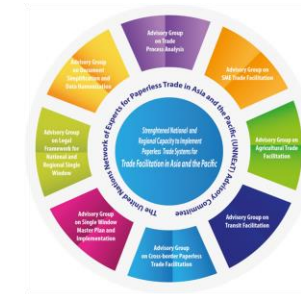 Advisory Group
on Trade
Process Analysis
Advisory Group on
SME Trade Facilitation
Advisory Group on
Agricultural Trade
Facilitation
Advisory Group on
Transit Facilitation
Advisory Group
on Cross-border Paperless
Trade Facilitation
Advisory Group
on Single Window
Master Plan and
Implementation
Advisory Group
on Legal
Framework for
National and
Regional Single
Window
Advisory Group
on Document
Simplification and
Data Harmonization
The United Nations Network of Experts for Paperless Trade in Asia and the Pacific (UNNExT) Advisory Committee
Strengthened National and
Regional Capacity to Implement
Paperless Trade Systems for
Trade Facilitation in Asia and the Pacific